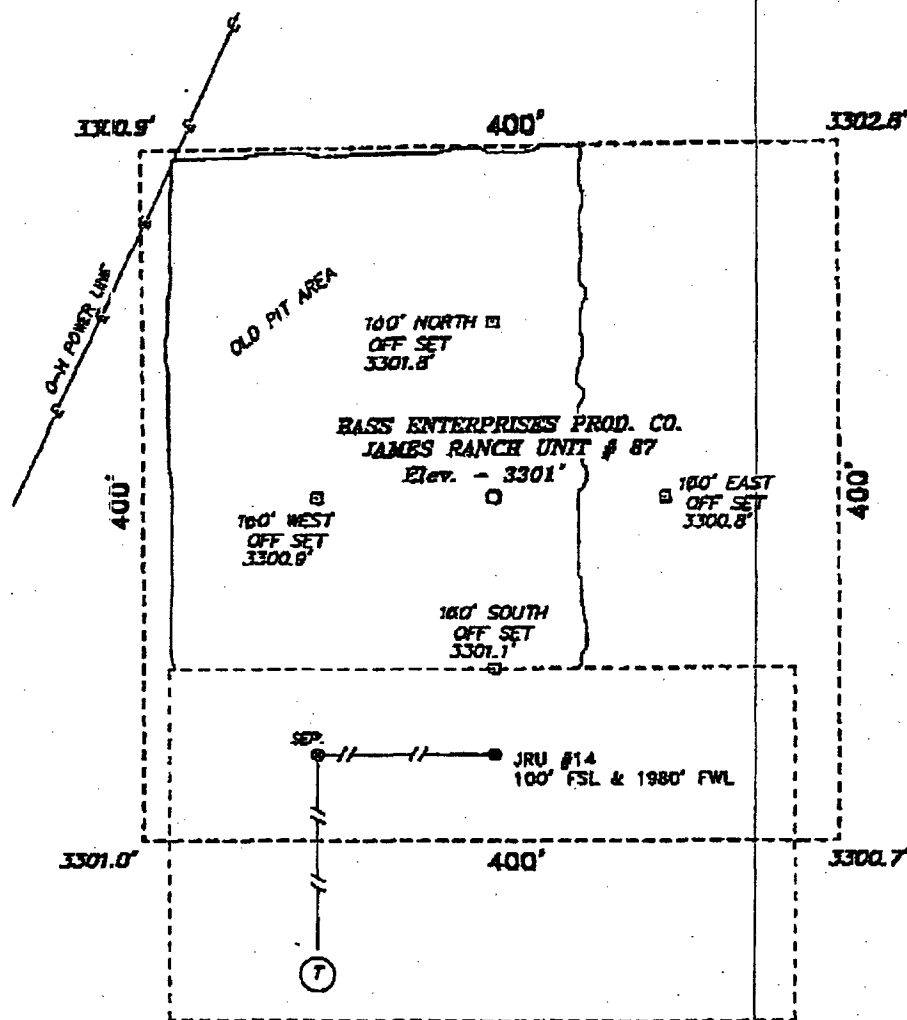 3300.9'
400'
3302.8'
O-H POWER LINE
OLD PIT AREA
100' NORTH
OFF SET
3301.8'
BASS ENTERPRISES PROD. CO.
JAMES RANCH UNIT # 87
Elev. - 3301'
400'
100' WEST
OFF SET
3300.9'
100' EAST
OFF SET
3300.8'
400'
100' SOUTH
OFF SET
3301.1'
SEP.
JRU #14
100' FSL & 1980' FWL
3301.0'
400'
3300.7'
T